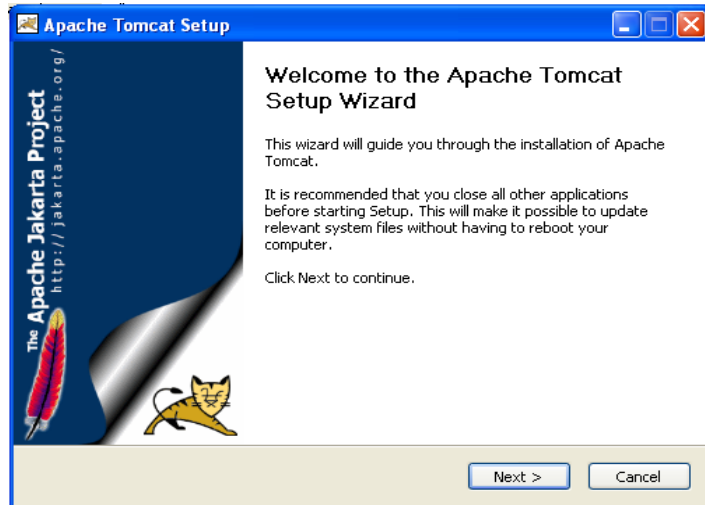 Apache Tomcat Setup
The Apache Jakarta Project
http://jakarta.apache.org/
Welcome to the Apache Tomcat
Setup Wizard
This wizard will guide you through the installation of Apache
Tomcat.
It is recommended that you close all other applications
before starting Setup. This will make it possible to update
relevant system files without having to reboot your
computer.
Click Next to continue.
Next >
Cancel